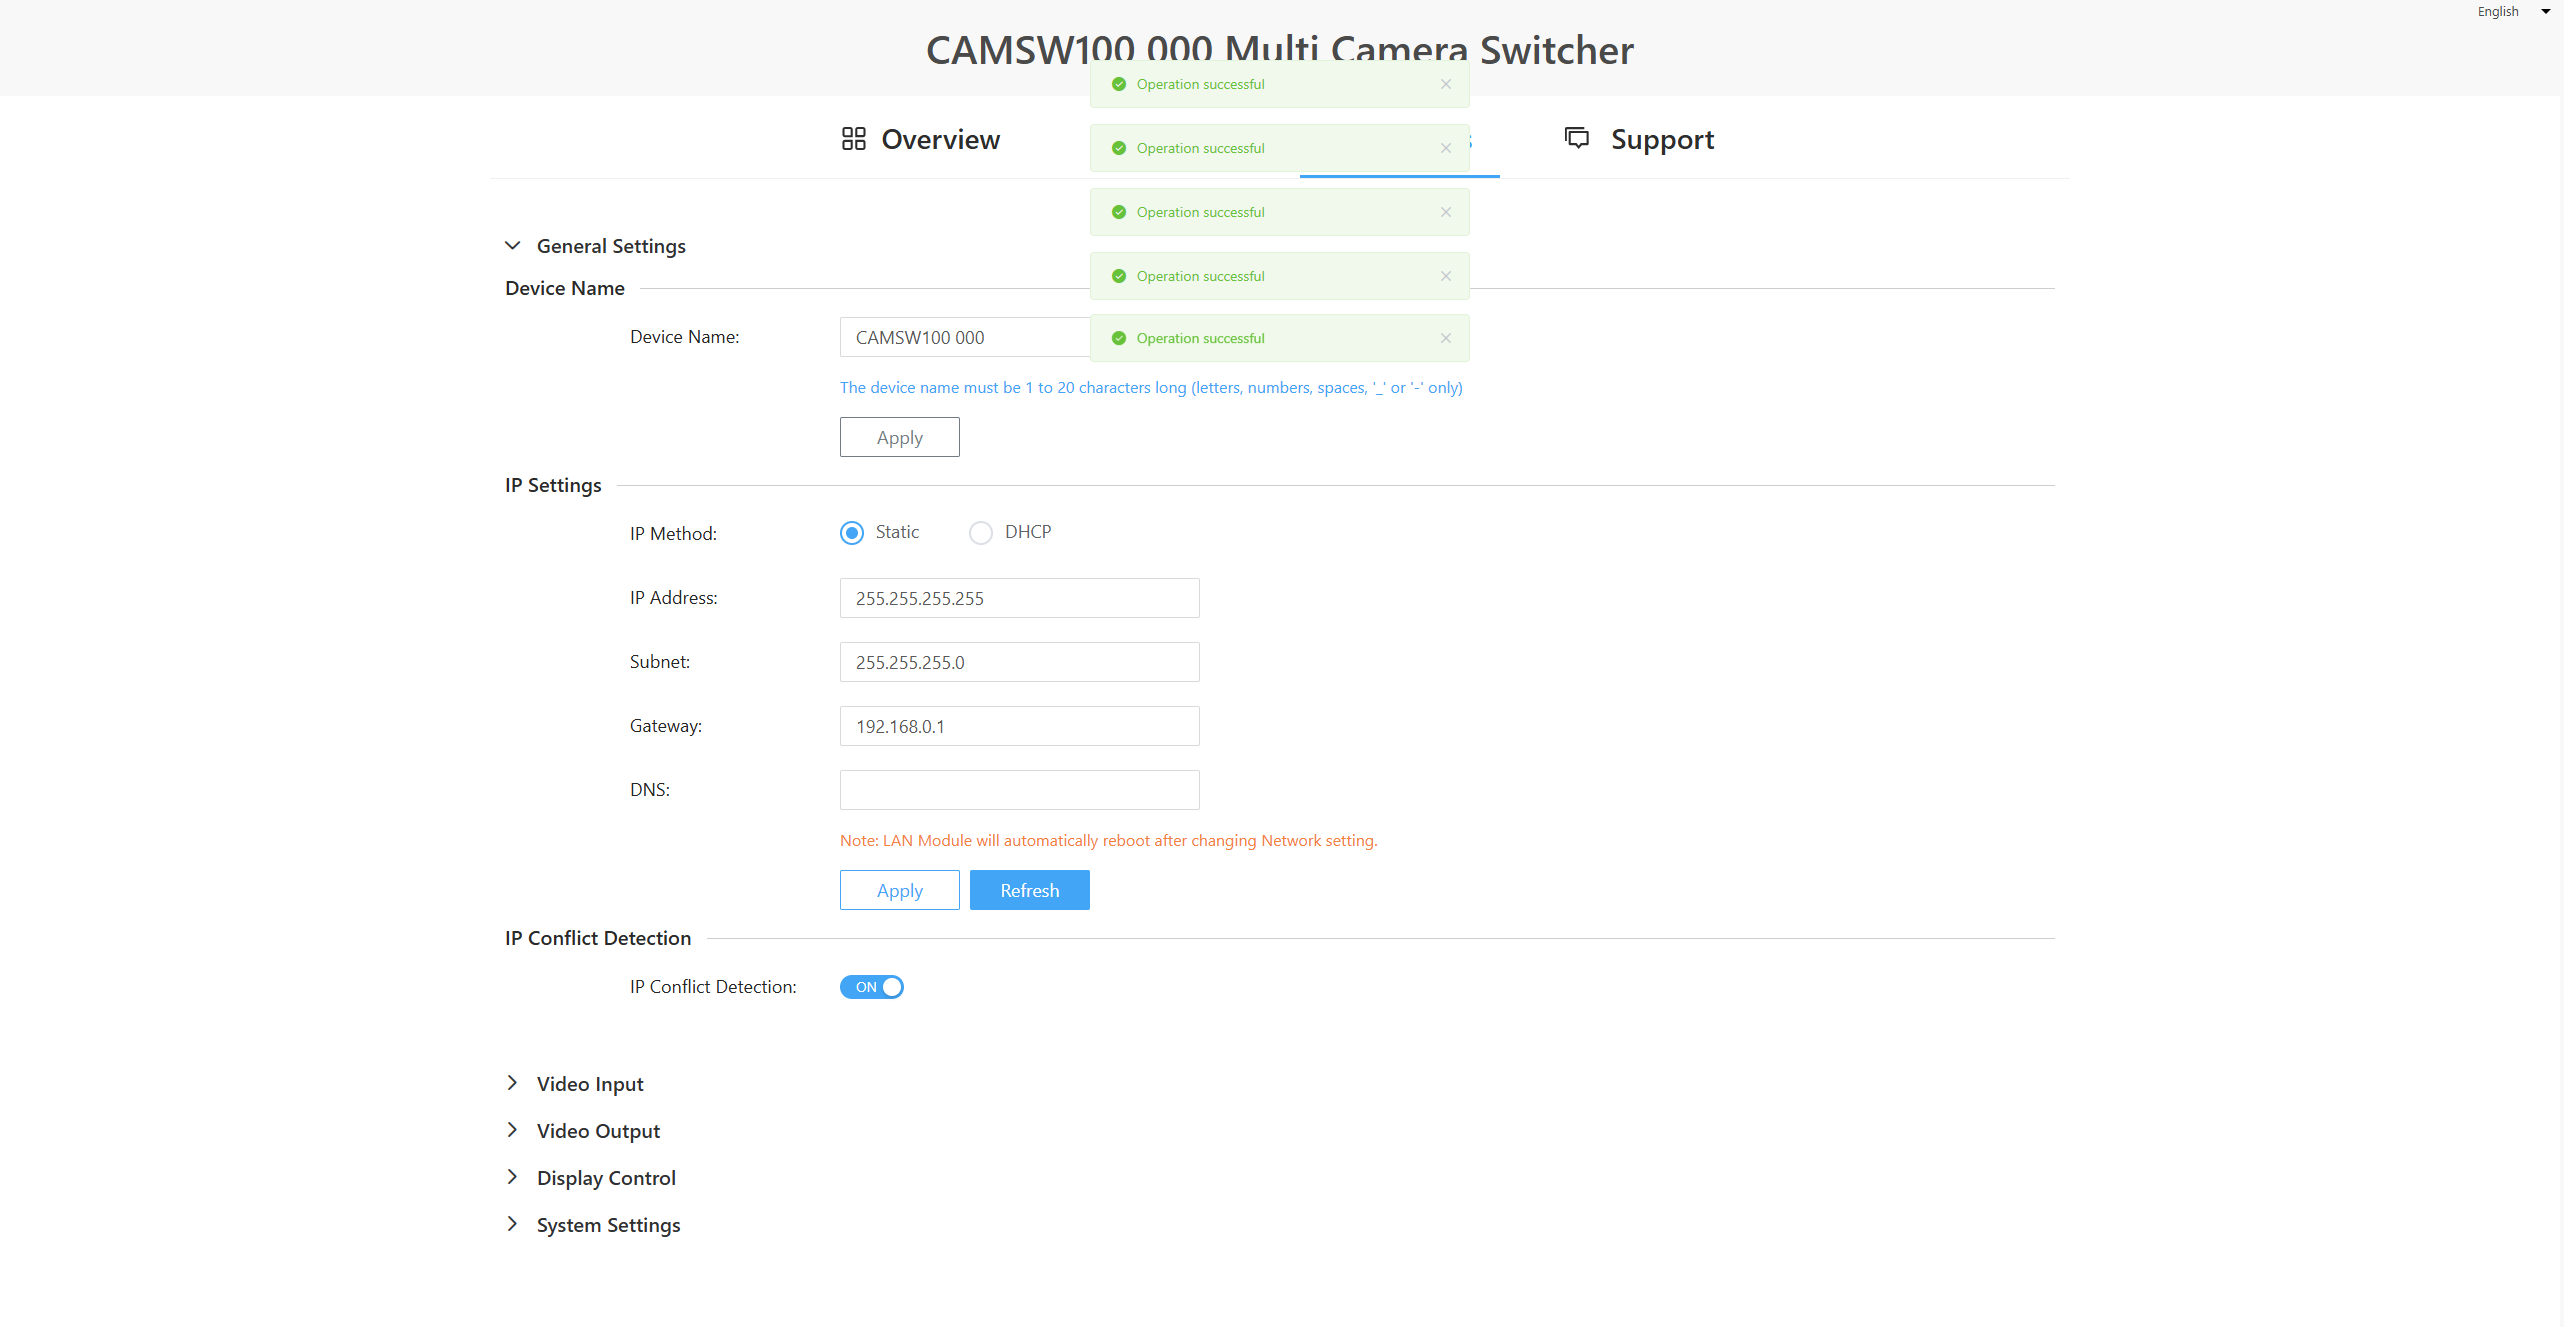 English
CAMSW100 000 Multi Camera Switcher
Operation successful
Overview
Operation successful
Support
Operation successful
General Settings
Operation successful
Device Name
Device Name:
CAMSW100 000
Operation successful
The device name must be 1 to 20 characters long (letters, numbers, spaces, '_' or '-' only)
Apply
IP Settings
IP Method:
Static
DHCP
IP Address:
255.255.255.255
Subnet:
255.255.255.0
Gateway:
192.168.0.1
DNS:
Note: LAN Module will automatically reboot after changing Network setting.
Apply
Refresh
IP Conflict Detection
IP Conflict Detection:
ON
Video Input
Video Output
Display Control
System Settings